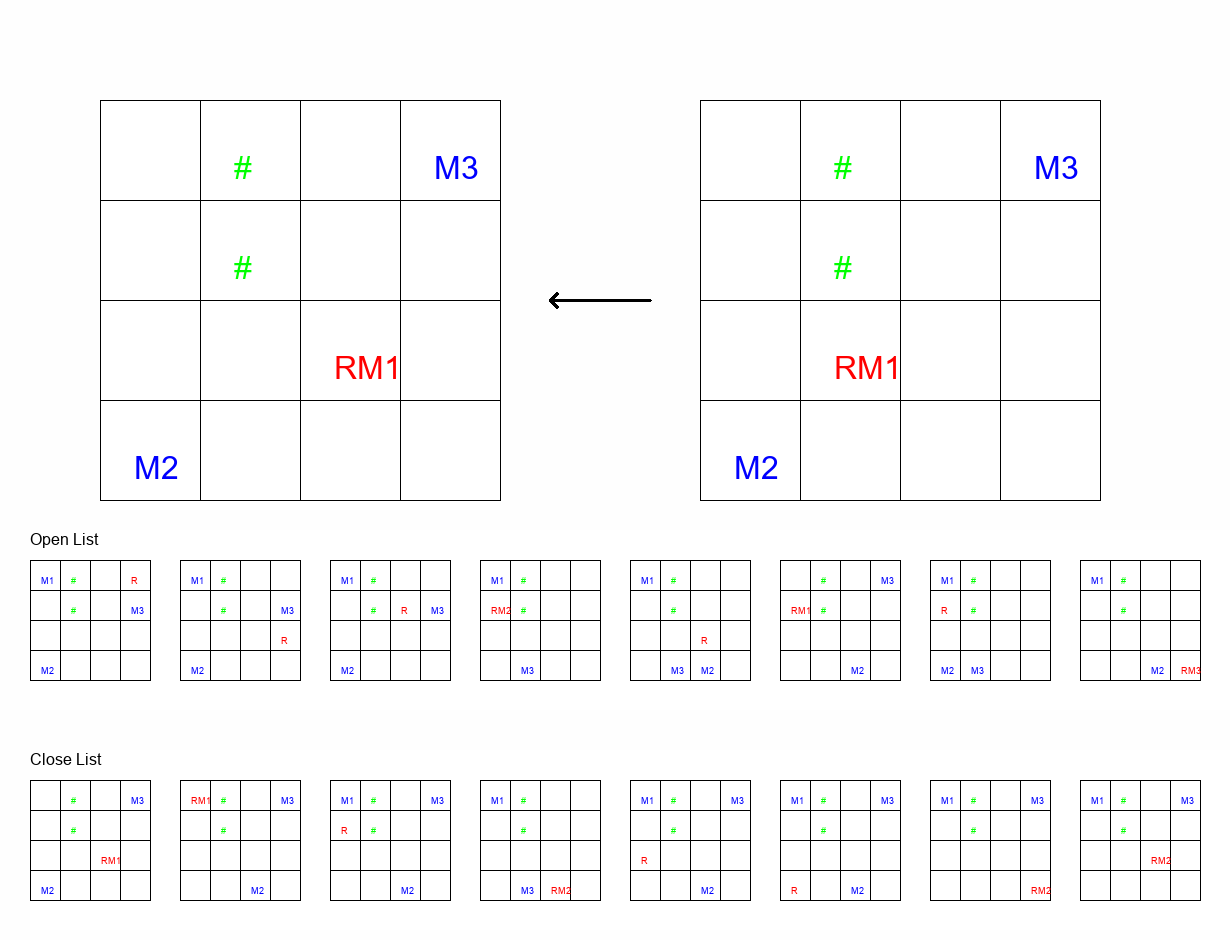 # M3 # M3
# #
RM1 RM1
M2 M2
Open List
M1 # R M1 # M1 # M1 # M1 # # M3 M1 # M1 #
# M3 # M3 # R M3 RM2 # # RM1 # R # #
R R
M2 M2 M2 M3 M3 M2 M2 M2 M3 M2 RM3
Close List
# M3 RM1 # M3 M1 # M3 M1 # M1 # M3 M1 # M3 M1 # M3 M1 # M3
# # R # # # # # #
RM1 R RM2
M2 M2 M2 M3 RM2 M2 R M2 RM2